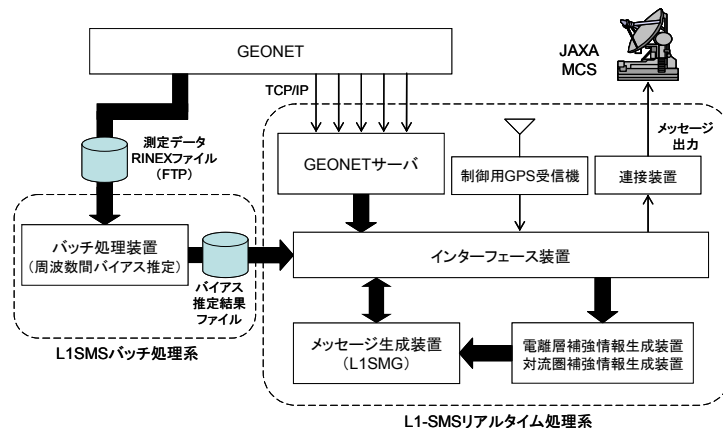 GEONET
JAXA
MCS
TCP/IP
測定データ
RINEXファイル
(FTP)
GEONETサーバ
制御用GPS受信機
メッセージ
出力
連接装置
バッチ処理装置
(周波数間バイアス推定)
インターフェース装置
バイアス
推定結果
ファイル
L1SMSバッチ処理系
メッセージ生成装置
(L1SMG)
電離層補強情報生成装置
対流圏補強情報生成装置
L1-SMSリアルタイム処理系